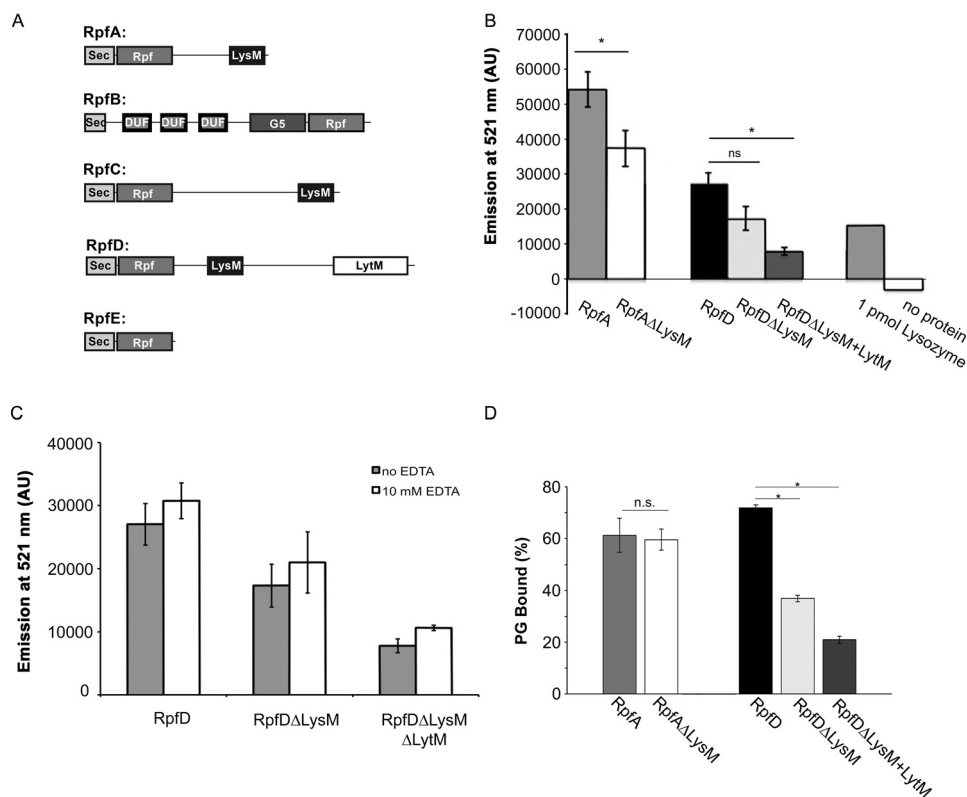 A
RpfA:
Sec Rpf LysM
RpfB:
Sec DUF DUF DUF G5 Rpf
RpfC:
Sec Rpf LysM
RpfD:
Sec Rpf LysM LytM
RpfE:
Sec Rpf
B
Emission at 521 nm (AU)
70000
60000
50000
40000
30000
20000
10000
0
-10000
*
*
ns
RpfA
RpfAΔLysM
RpfD
RpfDΔLysM
RpfDΔLysM+LytM
1 pmol Lysozyme
no protein
C
Emission at 521 nm (AU)
40000
30000
20000
10000
0
no EDTA
10 mM EDTA
RpfD
RpfDΔLysM
RpfDΔLysM
ΔLytM
D
PG Bound (%)
80
60
40
20
0
n.s.
*
*
RpfA
RpfAΔLysM
RpfD
RpfDΔLysM
RpfDΔLysM+LytM